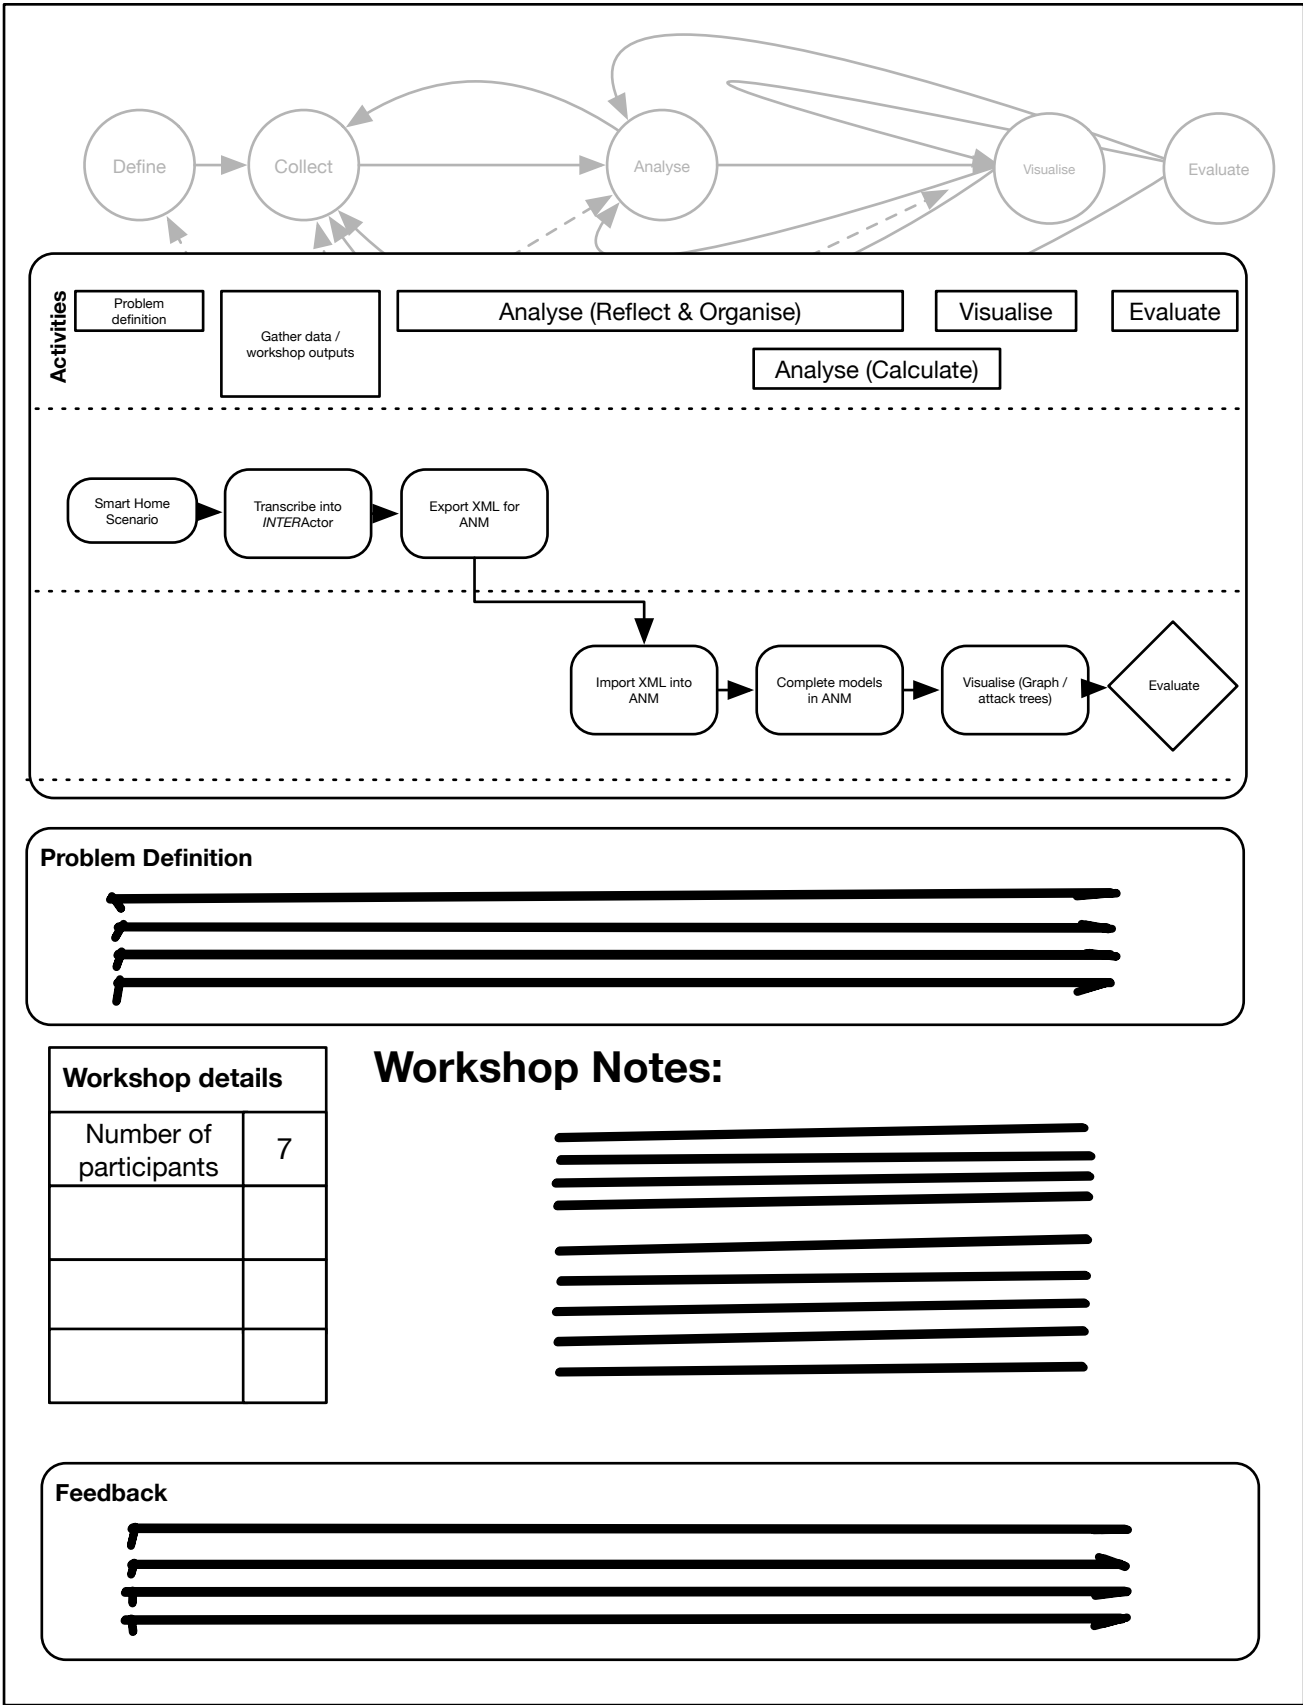 Define
Collect
Analyse
Visualise
Evaluate
Activities
Problem
definition
Gather data /
workshop outputs
Analyse (Reflect & Organise)
Visualise
Evaluate
Analyse (Calculate)
Smart Home
Scenario
Transcribe into
INTERActor
Export XML for
ANM
Import XML into
ANM
Complete models
in ANM
Visualise (Graph /
attack trees)
Evaluate
Problem Definition
Workshop details
Number of
participants
7
Workshop Notes:
Feedback